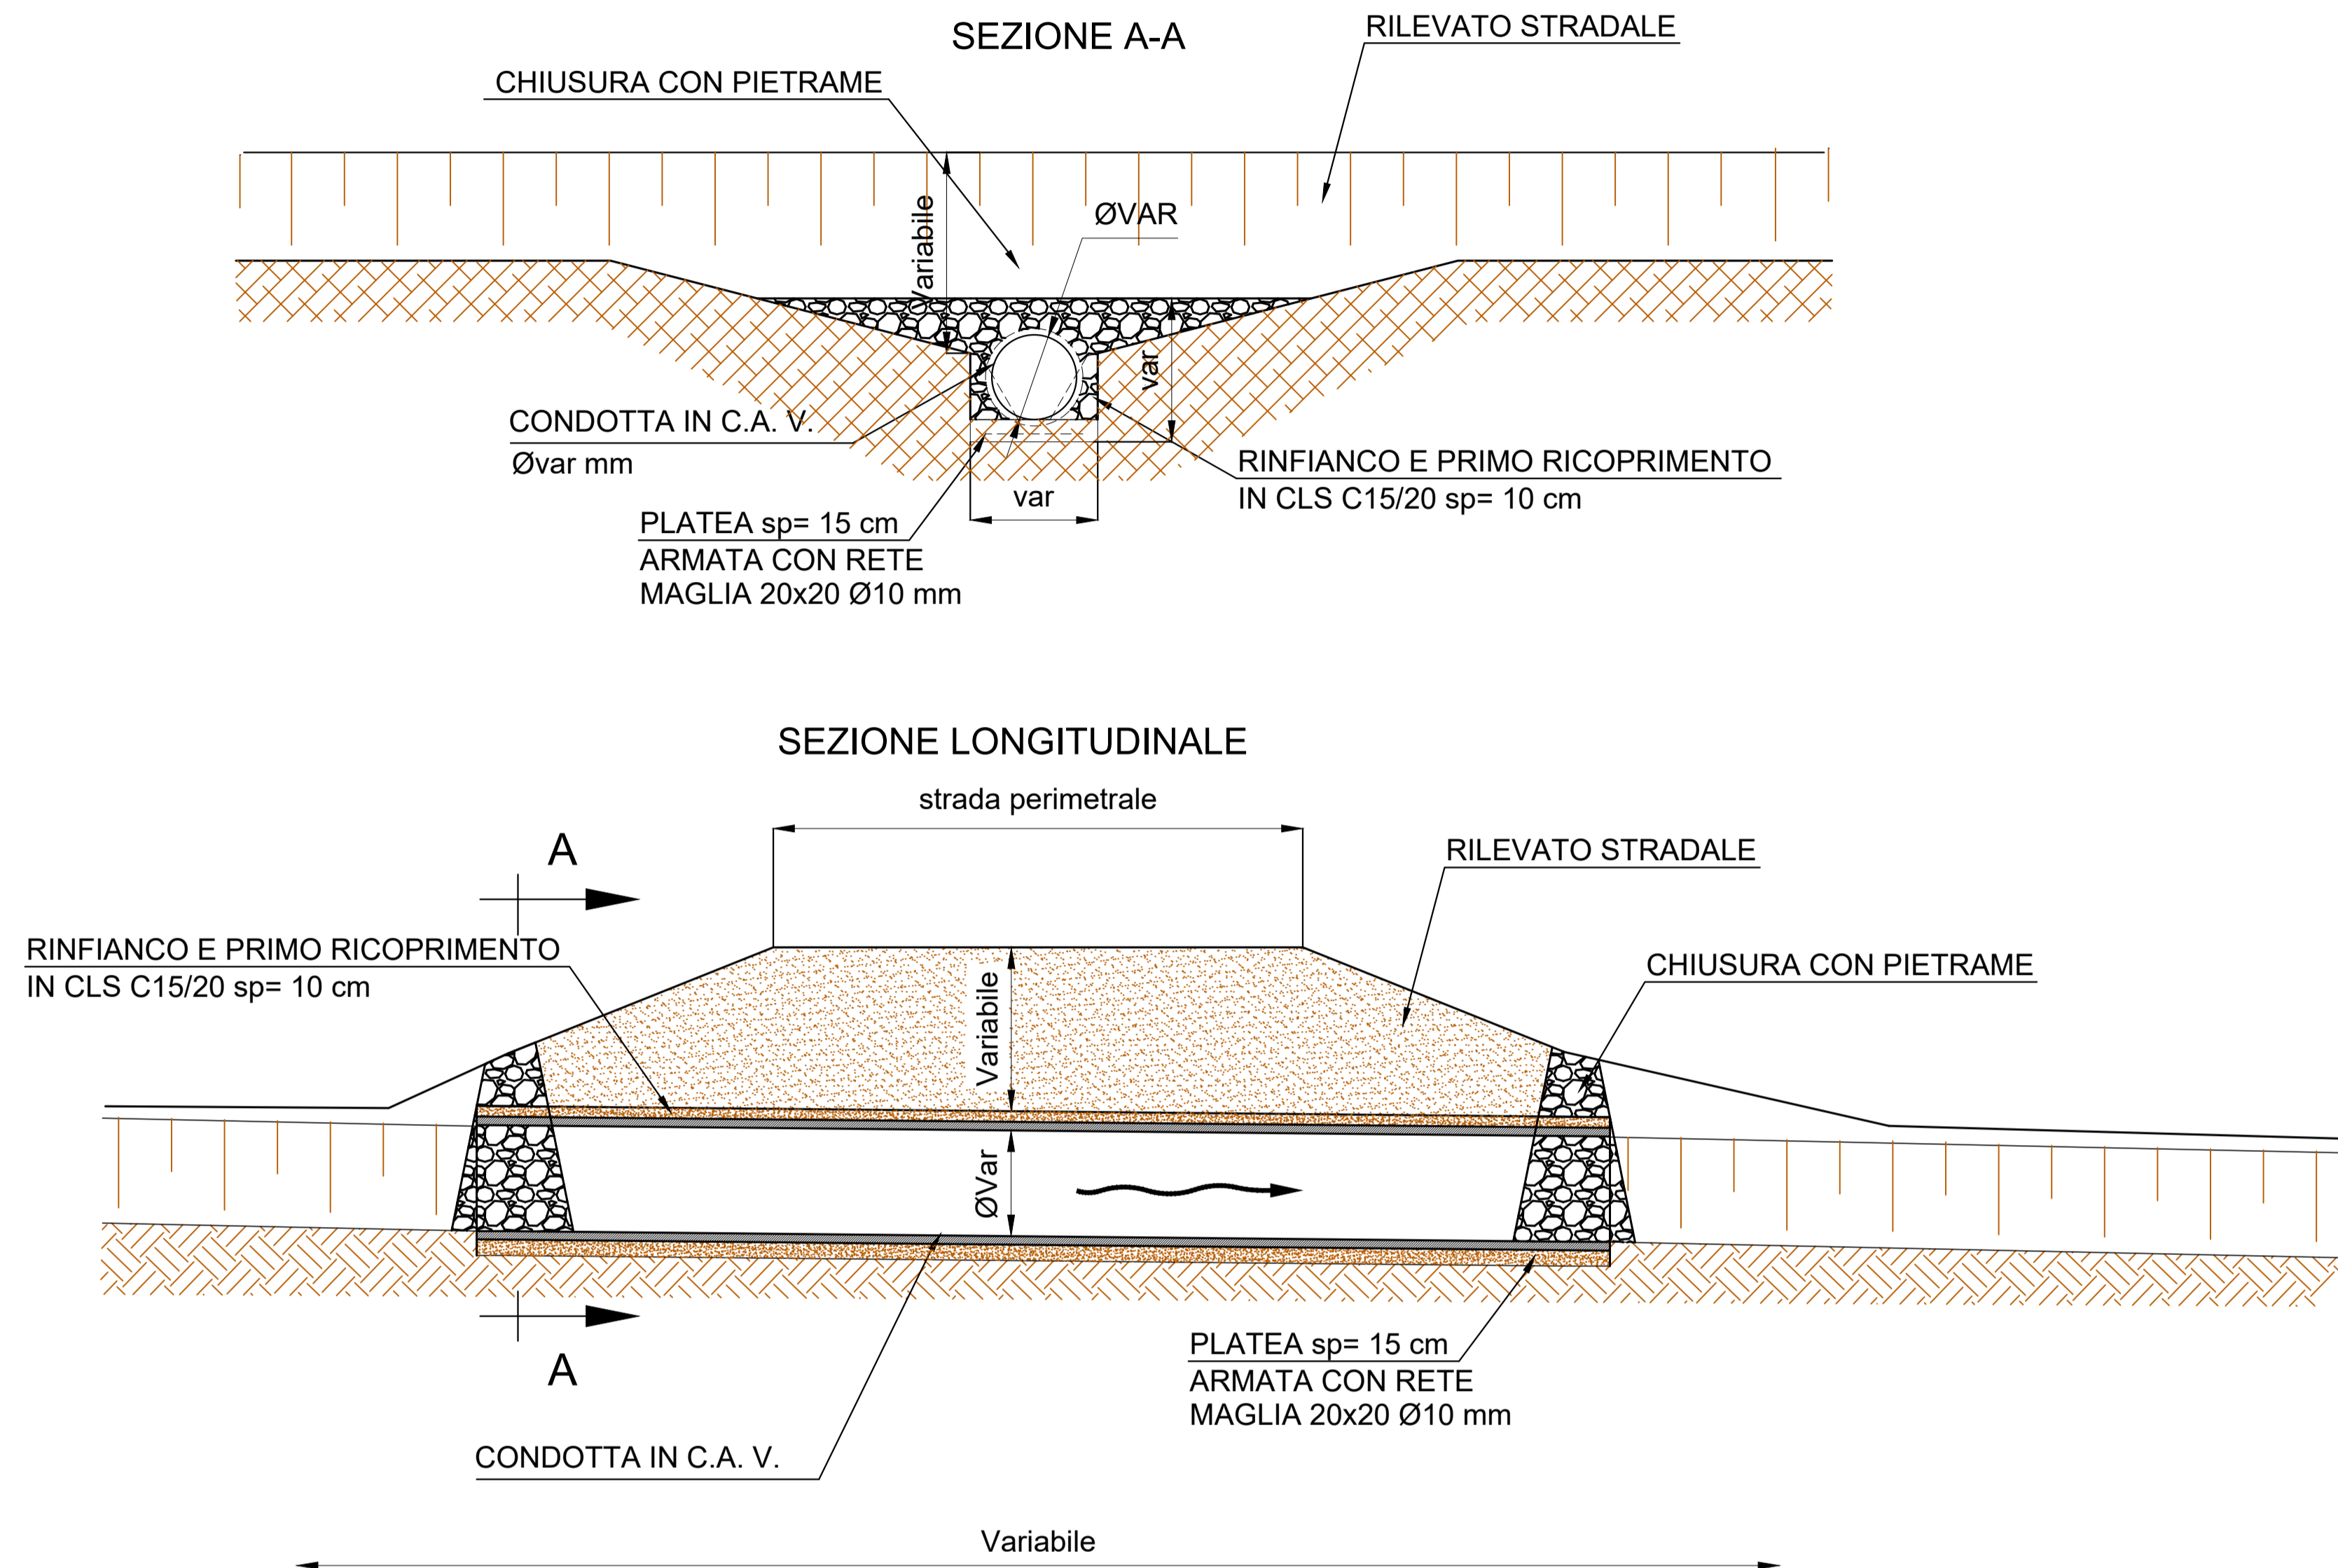 SEZIONE A-A
RILEVATO STRADALE
CHIUSURA CON PIETRAME
Variabile
ØVAR
var
CONDOTTA IN C.A. V.
Øvar mm
RINFIANCO E PRIMO RICOPRIMENTO
IN CLS C15/20 sp= 10 cm
var
PLATEA sp= 15 cm
ARMATA CON RETE
MAGLIA 20x20 Ø10 mm
SEZIONE LONGITUDINALE
strada perimetrale
A
RILEVATO STRADALE
RINFIANCO E PRIMO RICOPRIMENTO
IN CLS C15/20 sp= 10 cm
CHIUSURA CON PIETRAME
Variabile
ØVar
A
PLATEA sp= 15 cm
ARMATA CON RETE
MAGLIA 20x20 Ø10 mm
CONDOTTA IN C.A. V.
Variabile